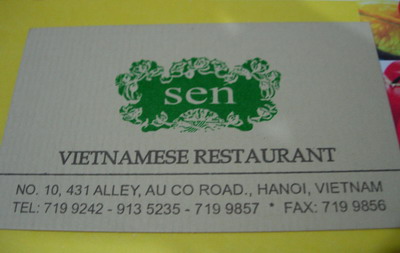 sen
VIETNAMESE RESTAURANT
NO. 10, 431 ALLEY, AU CO ROAD., HANOI, VIETNAM
TEL: 719 9242 - 913 5235 - 719 9857 * FAX: 719 9856